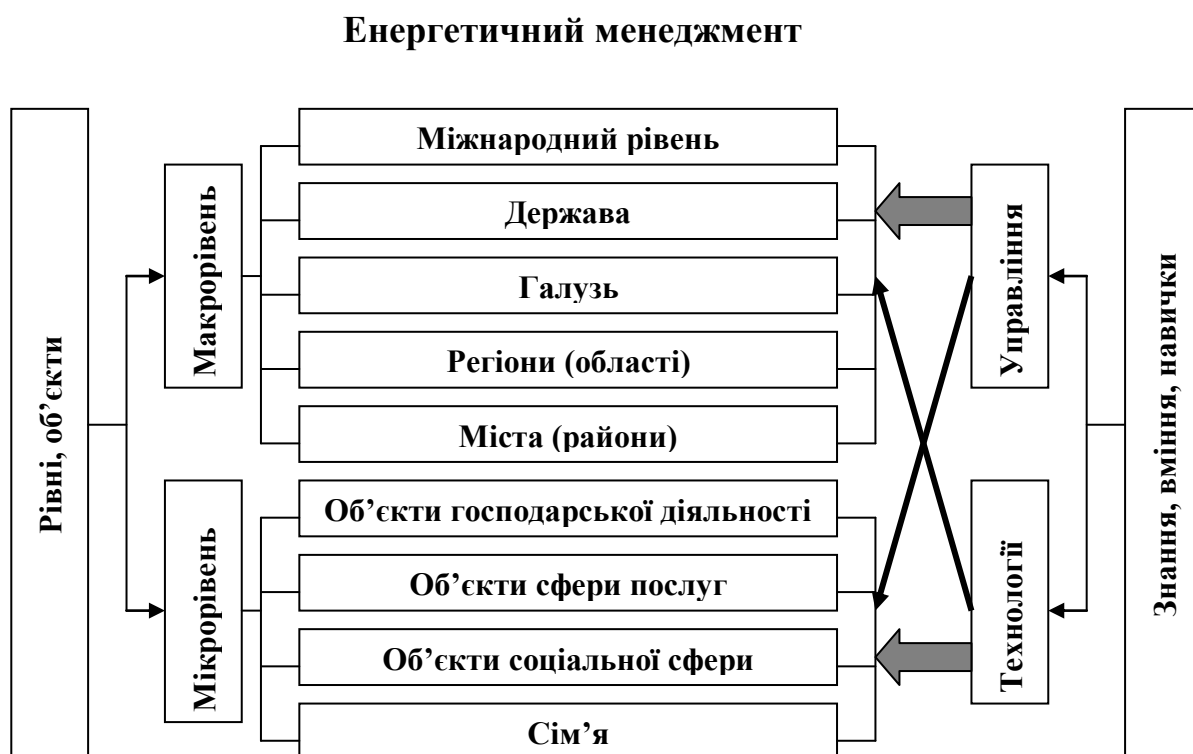 Енергетичний менеджмент
Рівні, об’єкти
Макрорівень
Міжнародний рівень
Держава
Галузь
Регіони (області)
Міста (райони)
Мікрорівень
Об’єкти господарської діяльності
Об’єкти сфери послуг
Об’єкти соціальної сфери
Сім’я
Управління
Технології
Знання, вміння, навички